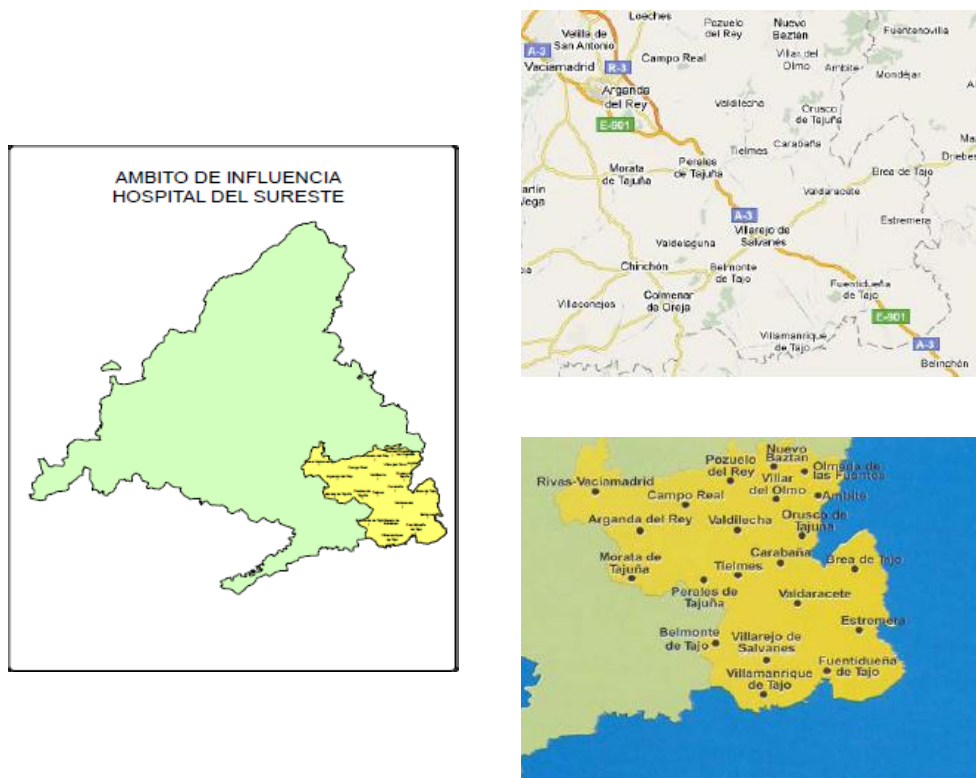 AMBITO DE INFLUENCIA
HOSPITAL DEL SURESTE
Loeches
Pozuelo
del Rey
Nuevo
Baztán
Fuentenovilla
Velilla de
San Antonio
A-3
Vaciamadrid
R-3
Campo Real
Villar del
Olmo
Ambite
Mondéjar
Arganda
del Rey
Valdilecha
Orusco
de Tajuña
E-901
Tielmes
Carabaña
Morata
de Tajuña
Perales
de Tajuña
Brea de Tajo
Driebes
artín
Vega
Valdaracete
A-3
Estremera
Villarejo de
Salvanés
Valdelaguna
Chinchón
Belmonte
de Tajo
Villaconejos
Colmenar
de Oreja
Fuentidueña
de Tajo
E-901
Villamanrique
de Tajo
A-3
Belinchón
Nuevo
Baztán
Pozuelo
del Rey
Olmeda de
las Fuentes
Rivas-Vaciamadrid
Villar
del Olmo
Campo Real
Ambite
Arganda del Rey
Valdilecha
Orusco de
Tajuña
Morata de
Tajuña
Carabaña
Tielmes
Brea de Tajo
Perales de
Tajuña
Valdaracete
Estremera
Belmonte
de Tajo
Villarejo de
Salvanes
Villamanrique
de Tajo
Fuentidueña
de Tajo